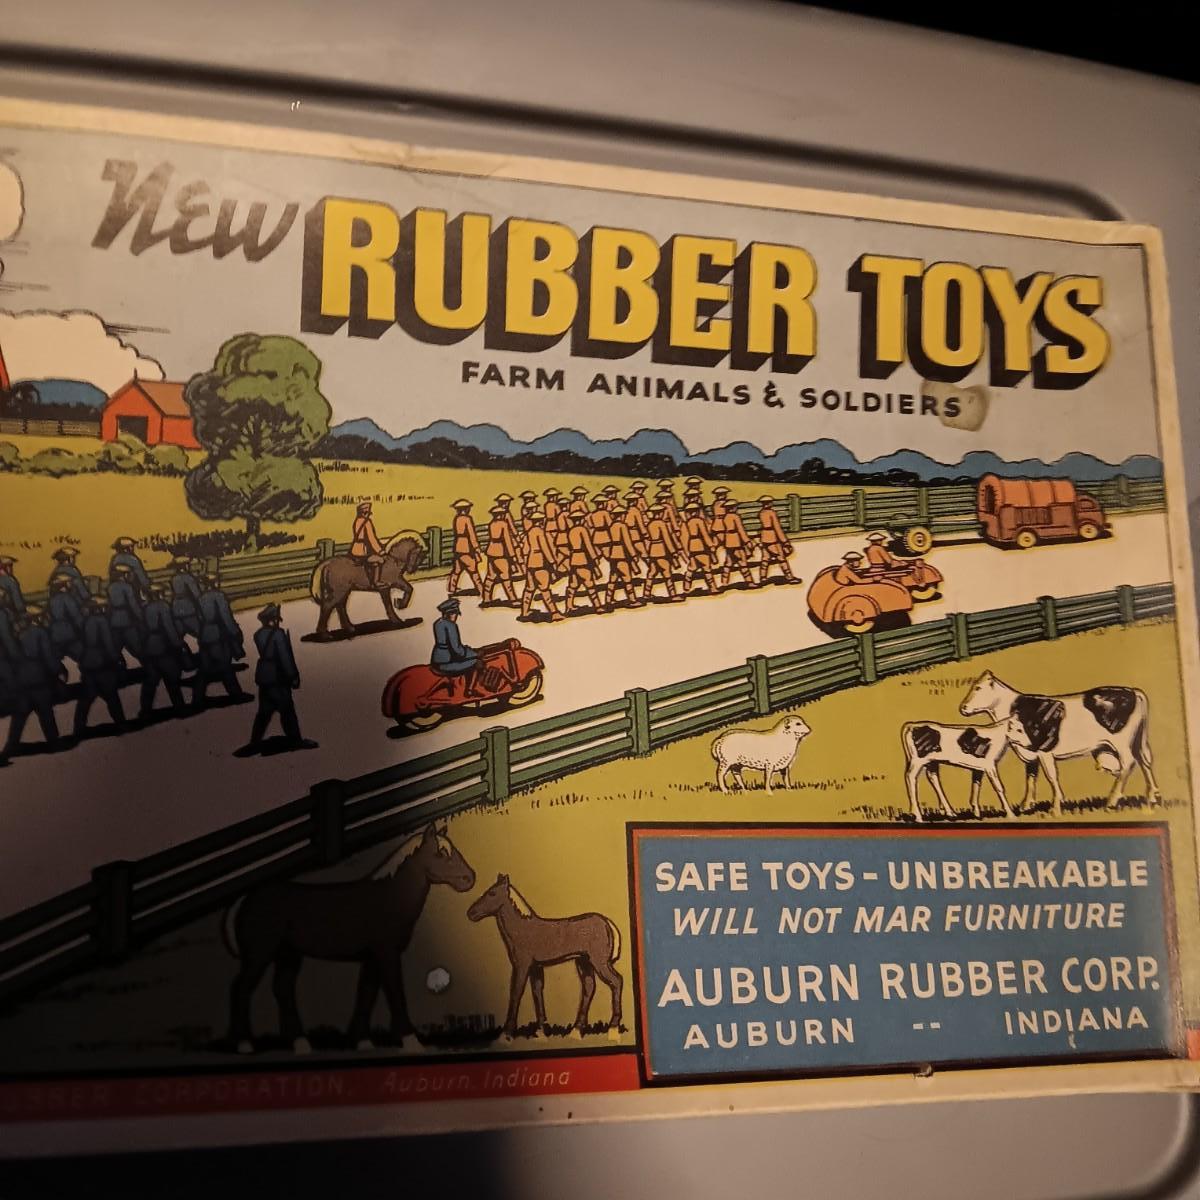 New RUBBER TOYS
FARM ANIMALS & SOLDIERS
SAFE TOYS - UNBREAKABLE
WILL NOT MAR FURNITURE
AUBURN RUBBER CORP.
AUBURN -- INDIANA
RUBBER CORPORATION, Auburn, Indiana